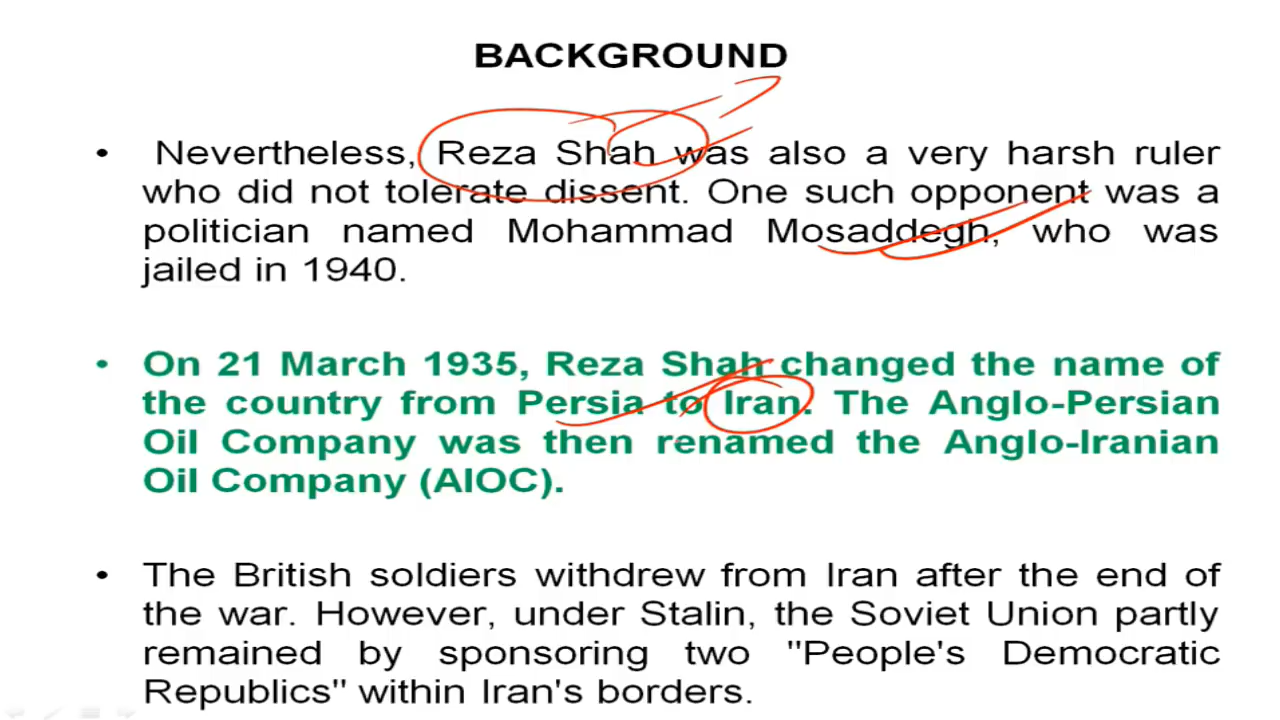 BACKGROUND
• Nevertheless, Reza Shah was also a very harsh ruler
who did not tolerate dissent. One such opponent was a
politician named Mohammad Mosaddegh, who was
jailed in 1940.
• On 21 March 1935, Reza Shah changed the name of
the country from Persia to Iran. The Anglo-Persian
Oil Company was then renamed the Anglo-Iranian
Oil Company (AIOC).
• The British soldiers withdrew from Iran after the end of
the war. However, under Stalin, the Soviet Union partly
remained by sponsoring two "People's Democratic
Republics" within Iran's borders.